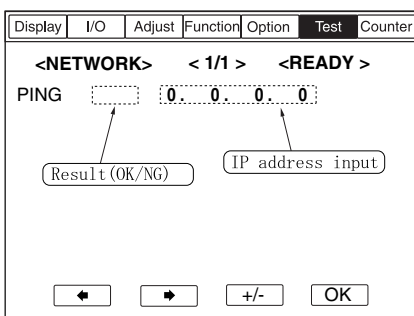 Display I/O Adjust Function Option Test Counter
<NETWORK> < 1/1 > <READY >
PING 0. 0. 0. 0
Result(OK/NG)
IP address input
+/- OK